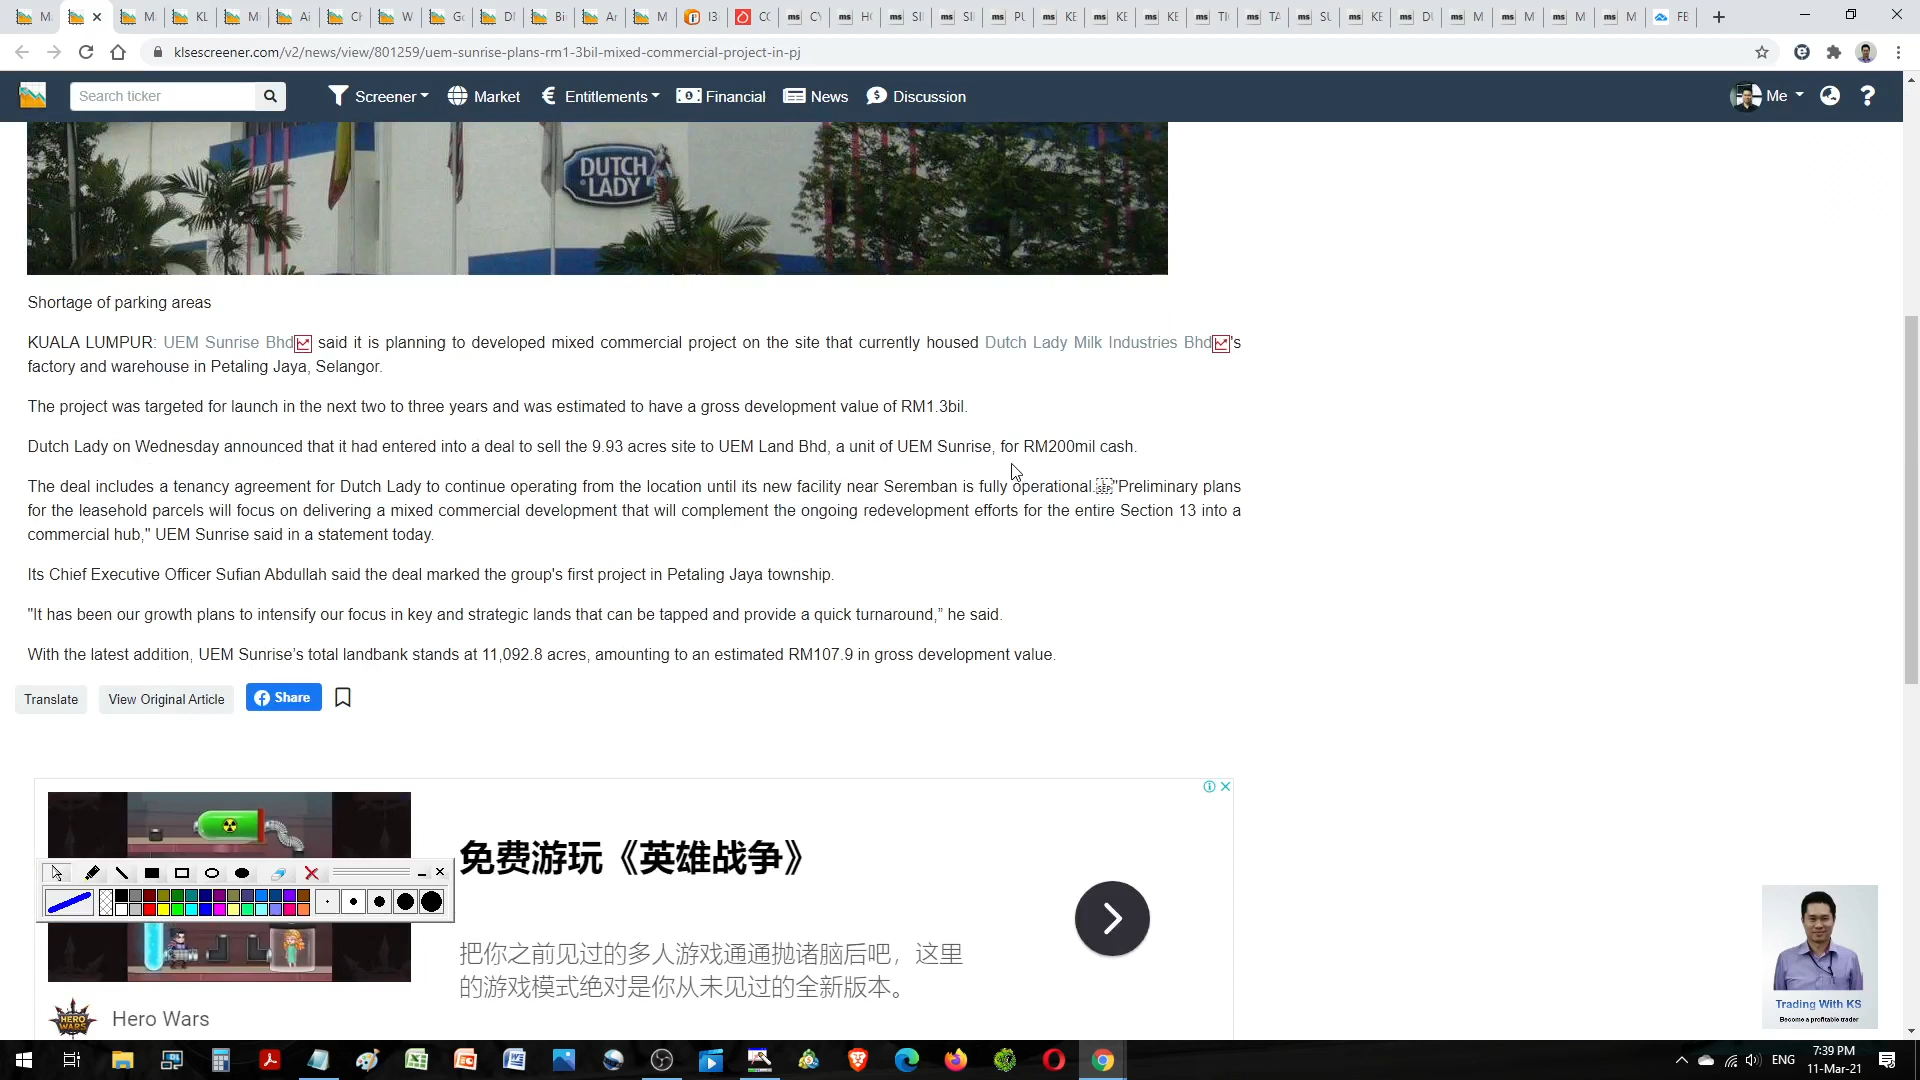 klsescreener.com/v2/news/view/801259/uem-sunrise-plans-rm1-3bil-mixed-commercial-project-in-pj
Search ticker
Screener
Market
Entitlements
Financial
News
Discussion
Me
DUTCH
LADY
Shortage of parking areas
KUALA LUMPUR: UEM Sunrise Bhd said it is planning to developed mixed commercial project on the site that currently housed Dutch Lady Milk Industries Bhd's
factory and warehouse in Petaling Jaya, Selangor.
The project was targeted for launch in the next two to three years and was estimated to have a gross development value of RM1.3bil.
Dutch Lady on Wednesday announced that it had entered into a deal to sell the 9.93 acres site to UEM Land Bhd, a unit of UEM Sunrise, for RM200mil cash.
The deal includes a tenancy agreement for Dutch Lady to continue operating from the location until its new facility near Seremban is fully operational. "Preliminary plans
for the leasehold parcels will focus on delivering a mixed commercial development that will complement the ongoing redevelopment efforts for the entire Section 13 into a
commercial hub," UEM Sunrise said in a statement today.
Its Chief Executive Officer Sufian Abdullah said the deal marked the group's first project in Petaling Jaya township.
"It has been our growth plans to intensify our focus in key and strategic lands that can be tapped and provide a quick turnaround,” he said.
With the latest addition, UEM Sunrise’s total landbank stands at 11,092.8 acres, amounting to an estimated RM107.9 in gross development value.
Translate
View Original Article
Share
免费游玩《英雄战争》
把你之前见过的多人游戏通通抛诸脑后吧，这里
的游戏模式绝对是你从未见过的全新版本。
HERO
WARS
Hero Wars
Trading With KS
Become a profitable trader
ENG
7:39 PM
11-Mar-21